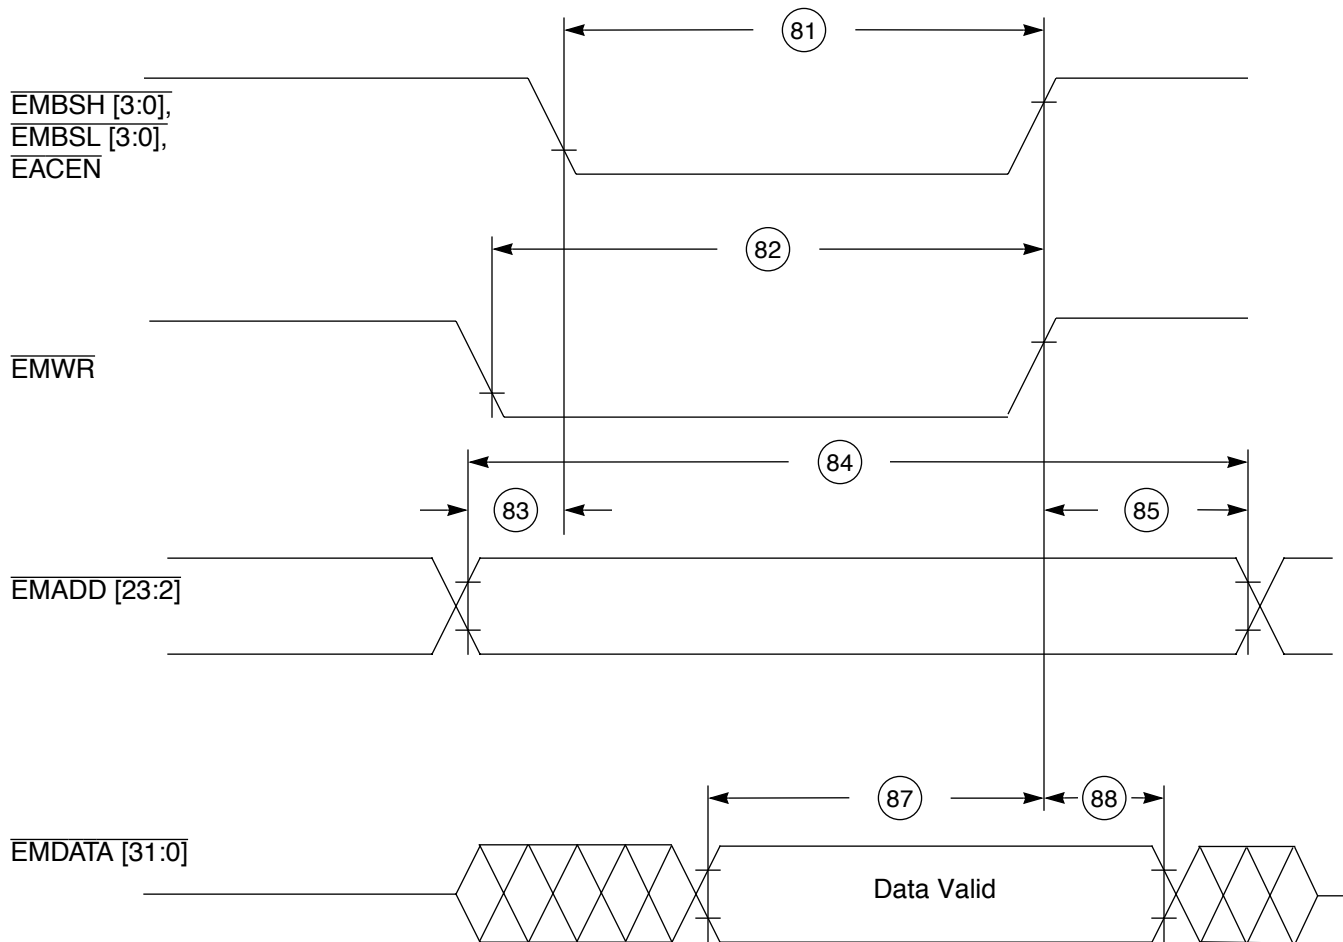 81
EMBSH [3:0],
EMBSL [3:0],
EACEN
82
EMWR
84
83
85
EMADD [23:2]
87
88
EMDATA [31:0]
Data Valid